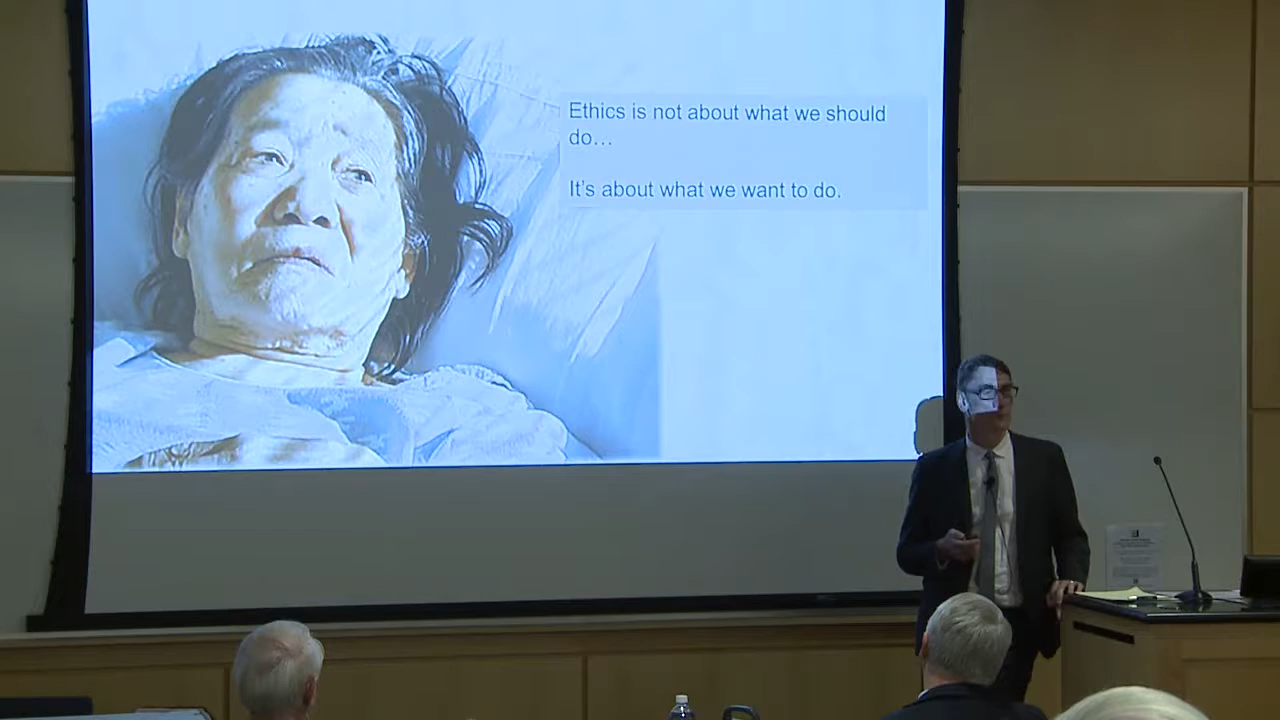 Ethics is not about what we should
do…
It's about what we want to do.